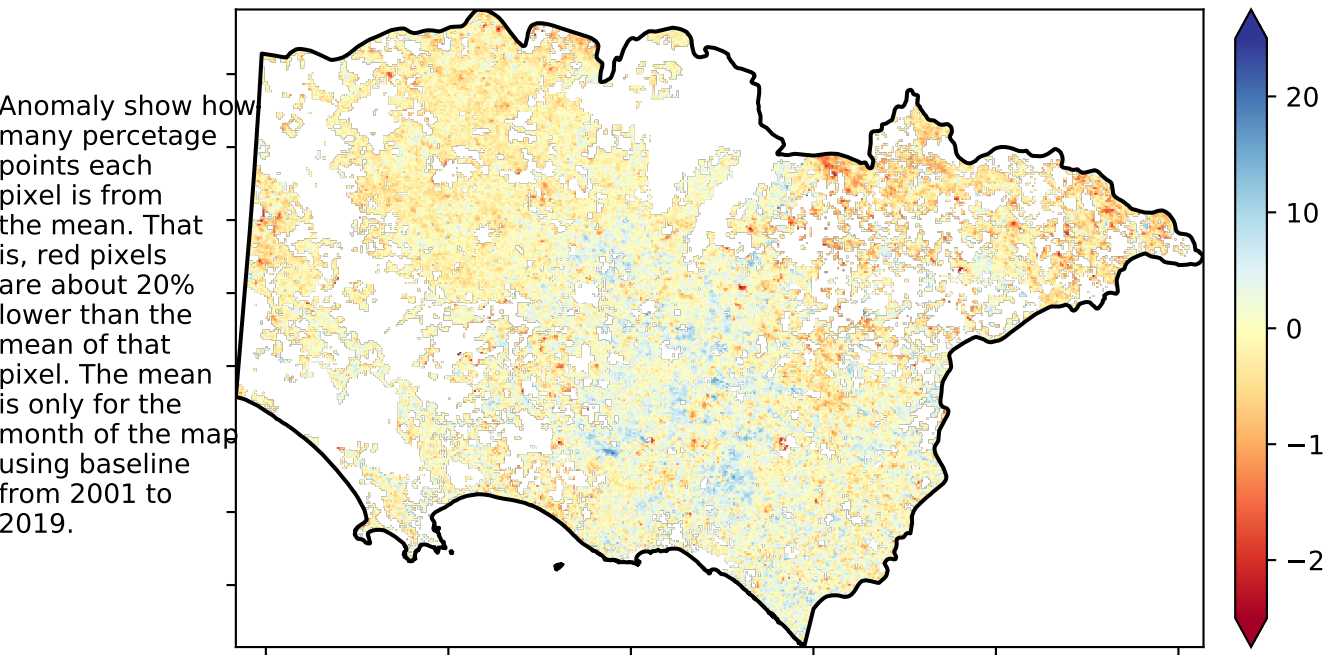 Anomaly show how
many percetage
points each
pixel is from
the mean. That
is, red pixels
are about 20%
lower than the
mean of that
pixel. The mean
is only for the
month of the map
using baseline
from 2001 to
2019.
20
10
0
−1
−2